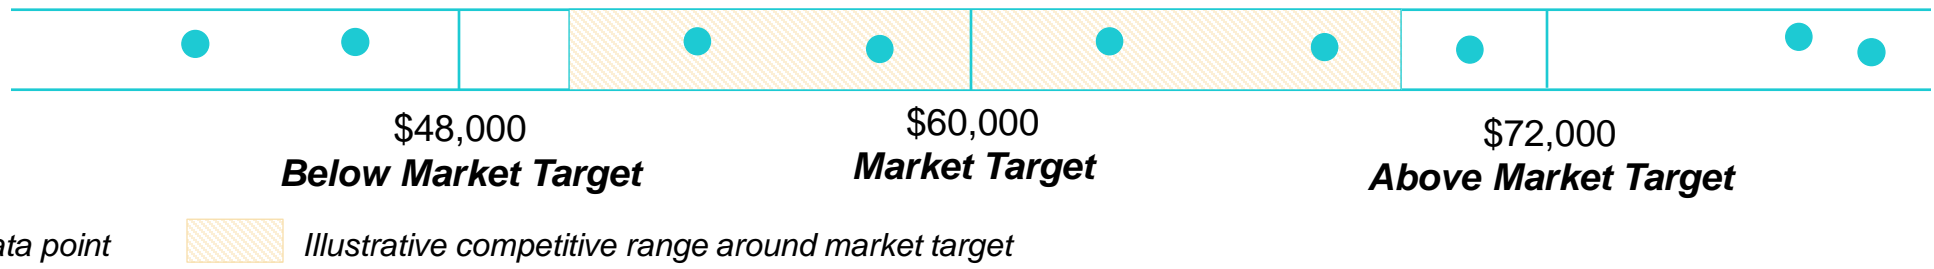 $48,000
Below Market Target
$60,000
Market Target
$72,000
Above Market Target
point
Illustrative competitive range around market target